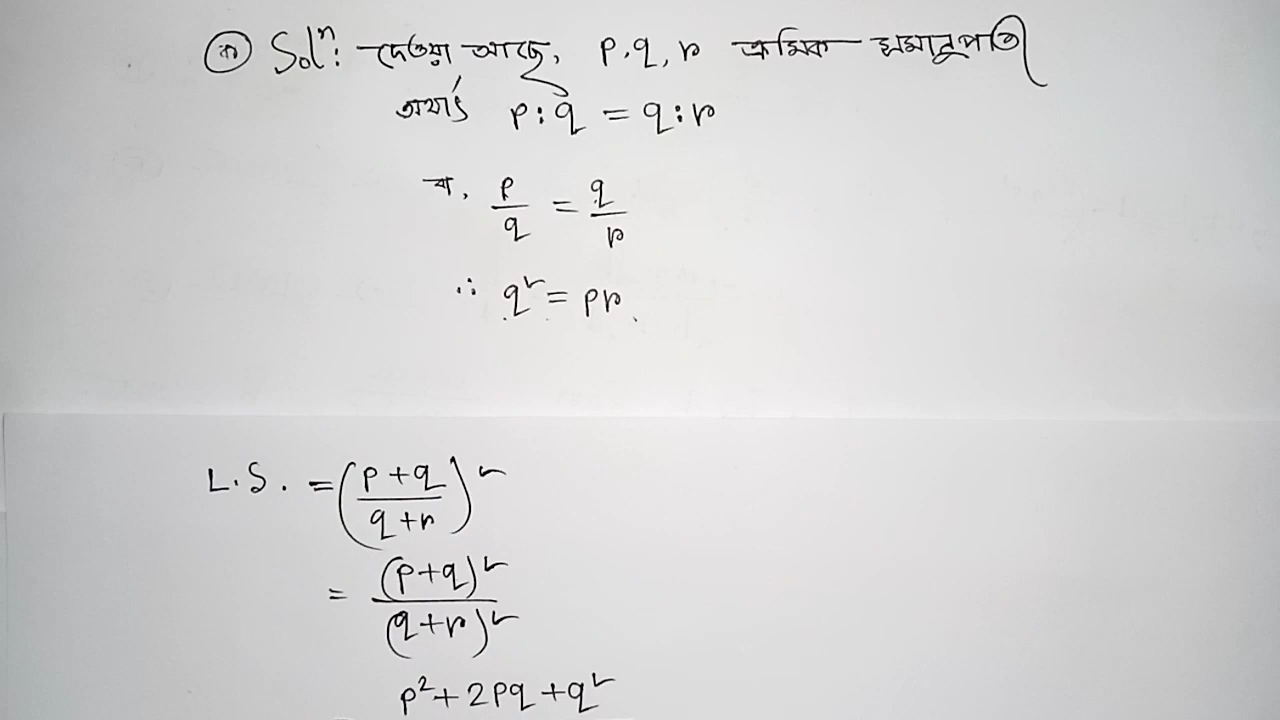 ক Solⁿ: দেওয়া আছে, p, q, r ক্রমিক সমানুপাতী
অর্থাৎ p : q = q : r
বা, p/q = q/r
∴ q² = pr.
L.S. = ((p+q)/(q+r))²
= (p+q)²/(q+r)²
p² + 2pq + q²